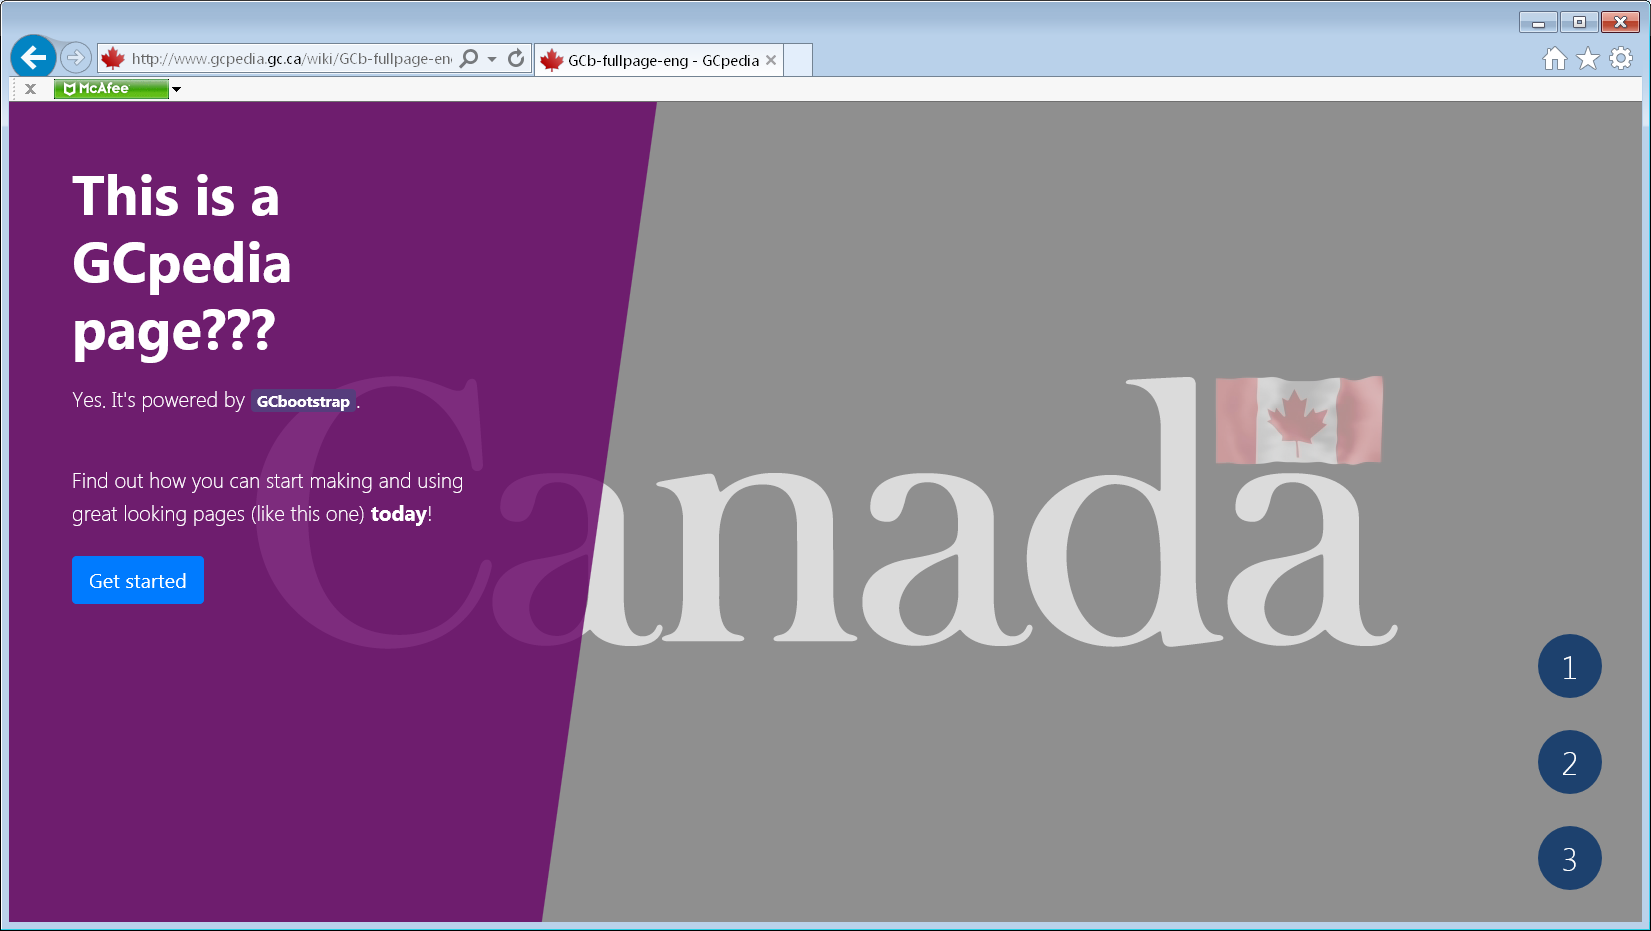 http://www.gcpedia.gc.ca/wiki/GCb-fullpage-en
GCb-fullpage-eng - GCpedia
McAfee
This is a
GCpedia
page???
Yes. It's powered by GCbootstrap.
Find out how you can start making and using
great looking pages (like this one) today!
Get started
Canada
1
2
3